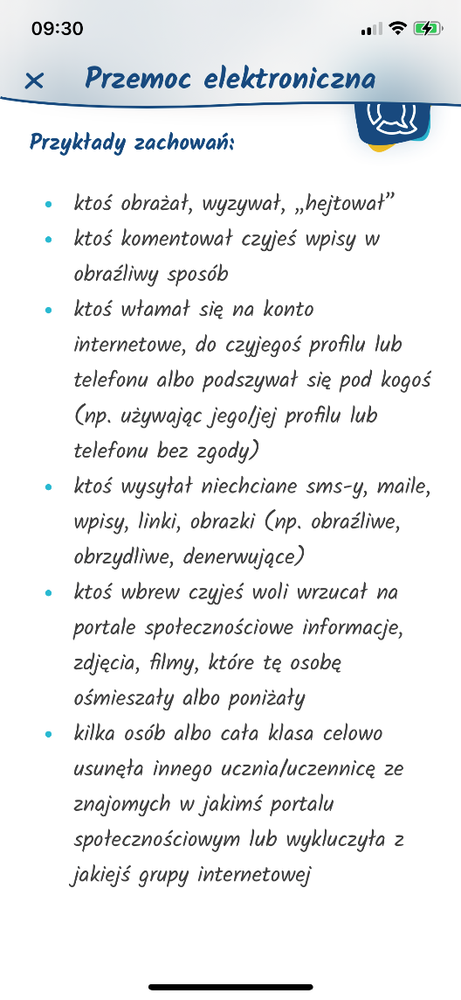 09:30
Przemoc elektroniczna
Przykłady zachowań:
ktoś obrażał, wyzywał, „hejtował”
ktoś komentował czyjeś wpisy w
obraźliwy sposób
ktoś włamał się na konto
internetowe, do czyjegoś profilu lub
telefonu albo podszywał się pod kogoś
(np. używając jego/jej profilu lub
telefonu bez zgody)
ktoś wysyłał niechciane sms-y, maile,
wpisy, linki, obrazki (np. obraźliwe,
obrzydliwe, denerwujące)
ktoś wbrew czyjeś woli wrzucał na
portale społecznościowe informacje,
zdjęcia, filmy, które tę osobę
ośmieszały albo poniżały
kilka osób albo cała klasa celowo
usunęła innego ucznia/uczennicę ze
znajomych w jakimś portalu
społecznościowym lub wykluczyła z
jakiejś grupy internetowej